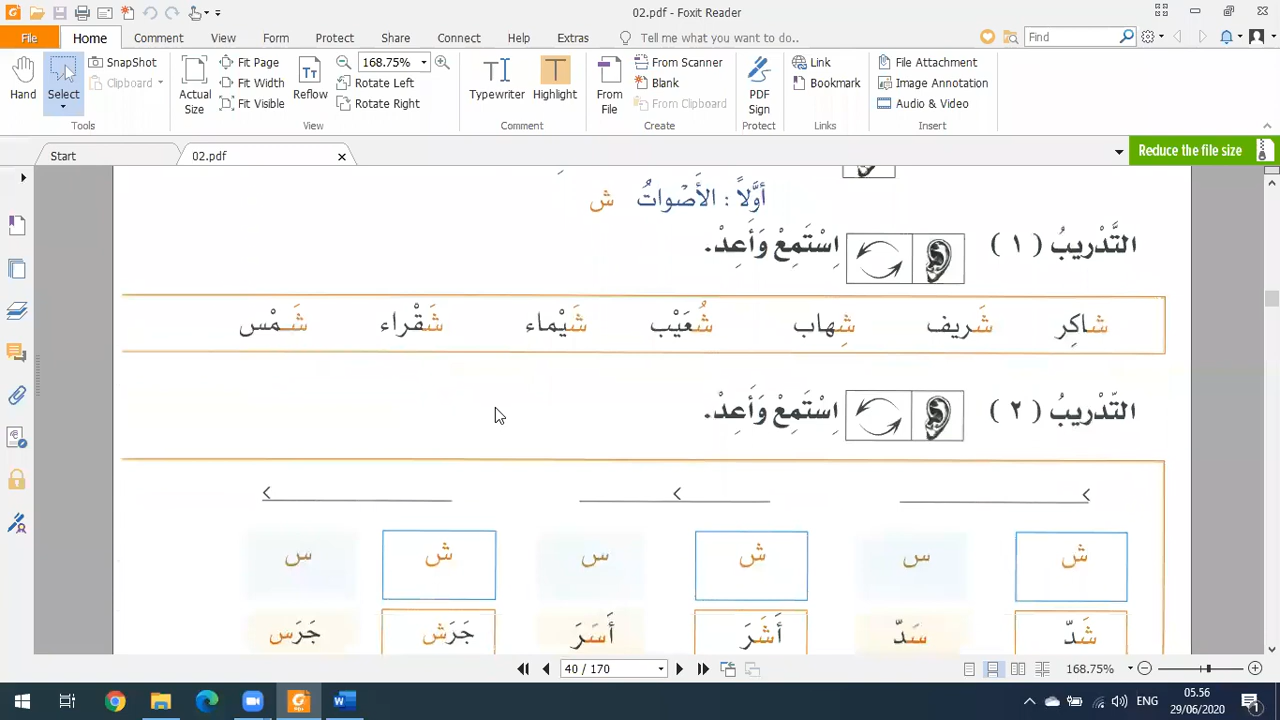 02.pdf - Foxit Reader
File Home Comment View Form Protect Share Connect Help Extras Tell me what you want to do.. Find
Hand Select SnapShot Clipboard Actual Size Fit Page Fit Width Fit Visible Reflow 168.75% Rotate Left Rotate Right Typewriter Highlight From File From Scanner Blank From Clipboard PDF Sign Link Bookmark File Attachment Image Annotation Audio & Video
Tools View Comment Create Protect Links Insert
Start 02.pdf Reduce the file size
أوَّلاً : الأَصْواتُ ش
التَّدْريبُ ( ١ ) اِسْتَمِعْ وَأَعِدْ.
شاكِر شَريف شِهاب شُعَيْب شَيْماء شَقْراء شَـمْس
التّدْريبُ ( ٢ ) اِسْتَمِعْ وَأَعِدْ.
ش س ش س ش س
شَدّ سَدّ أَشَرَ أَسَرَ جَرَش جَرَس
40 / 170 168.75%
ENG 05.56
29/06/2020